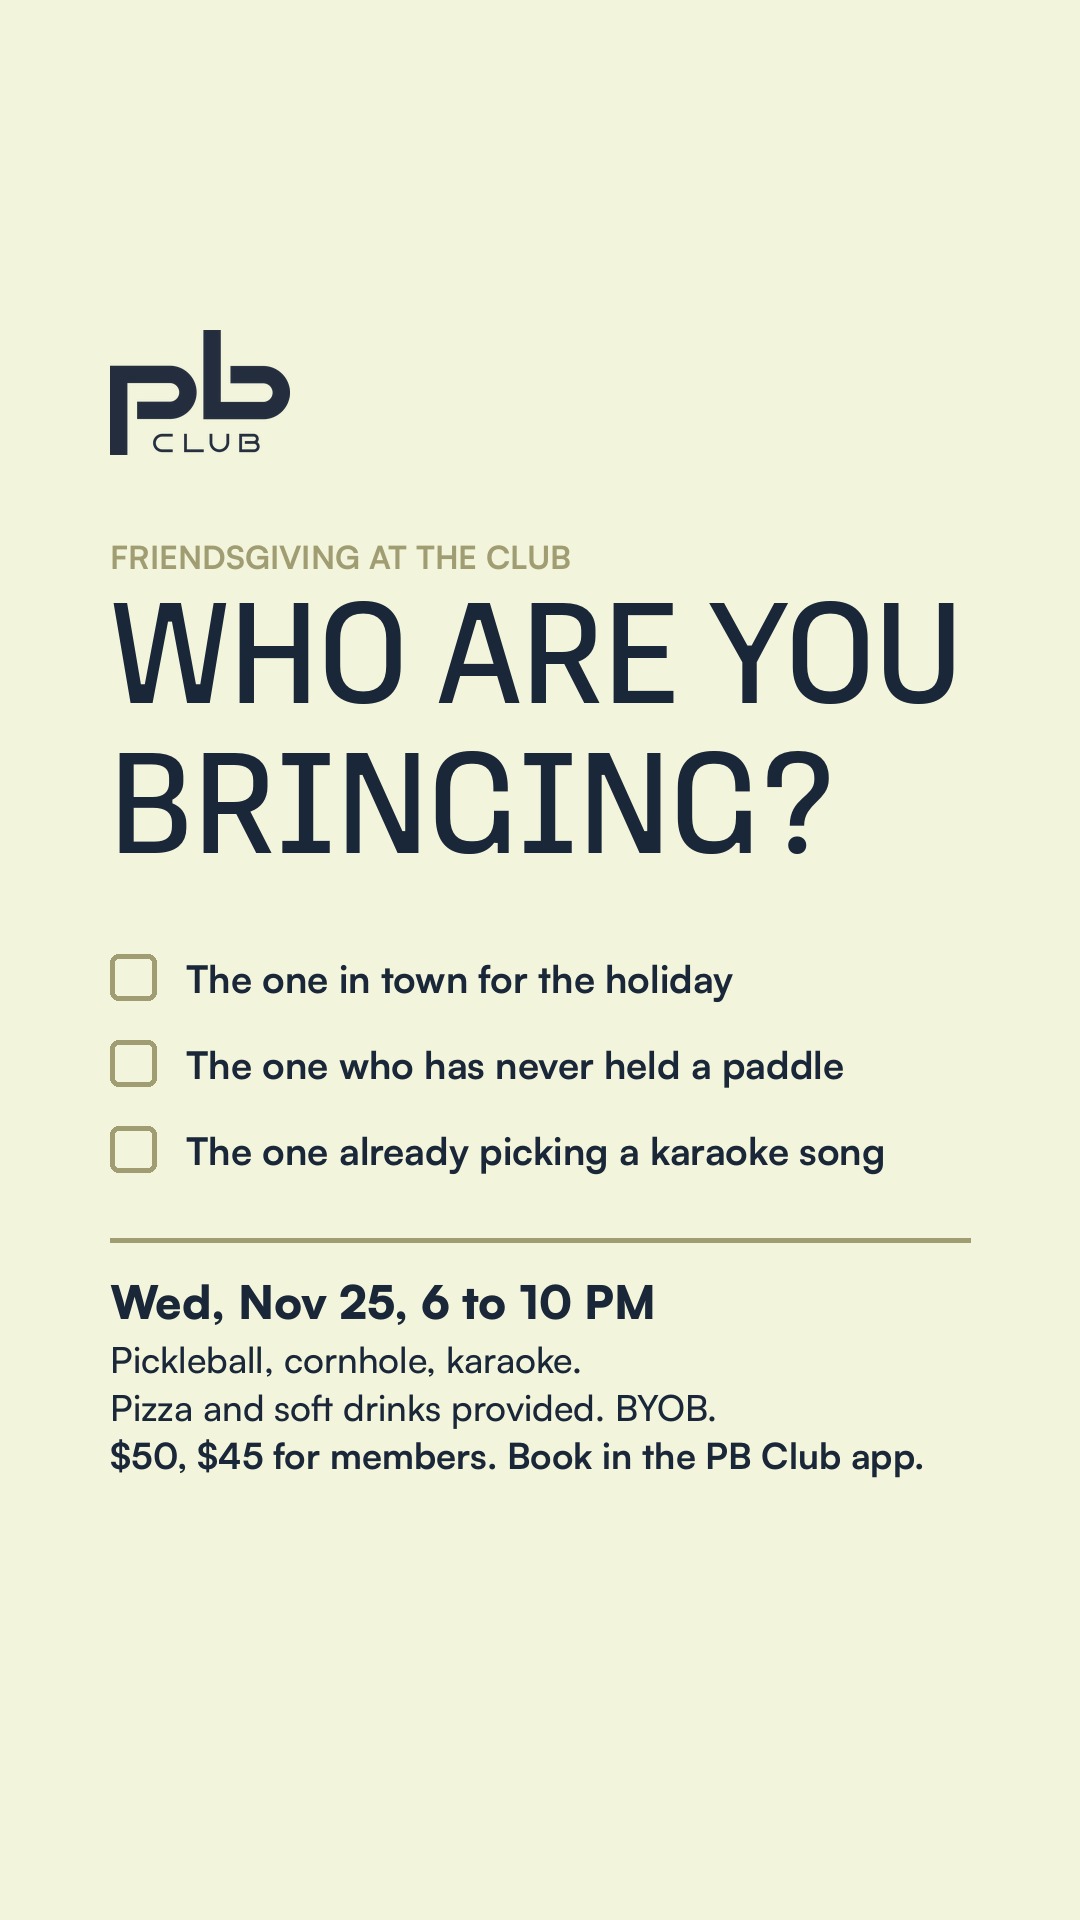 pb
CLUB
FRIENDSGIVING AT THE CLUB
WHO ARE YOU
BRINGING?
The one in town for the holiday
The one who has never held a paddle
The one already picking a karaoke song
Wed, Nov 25, 6 to 10 PM
Pickleball, cornhole, karaoke.
Pizza and soft drinks provided. BYOB.
$50, $45 for members. Book in the PB Club app.